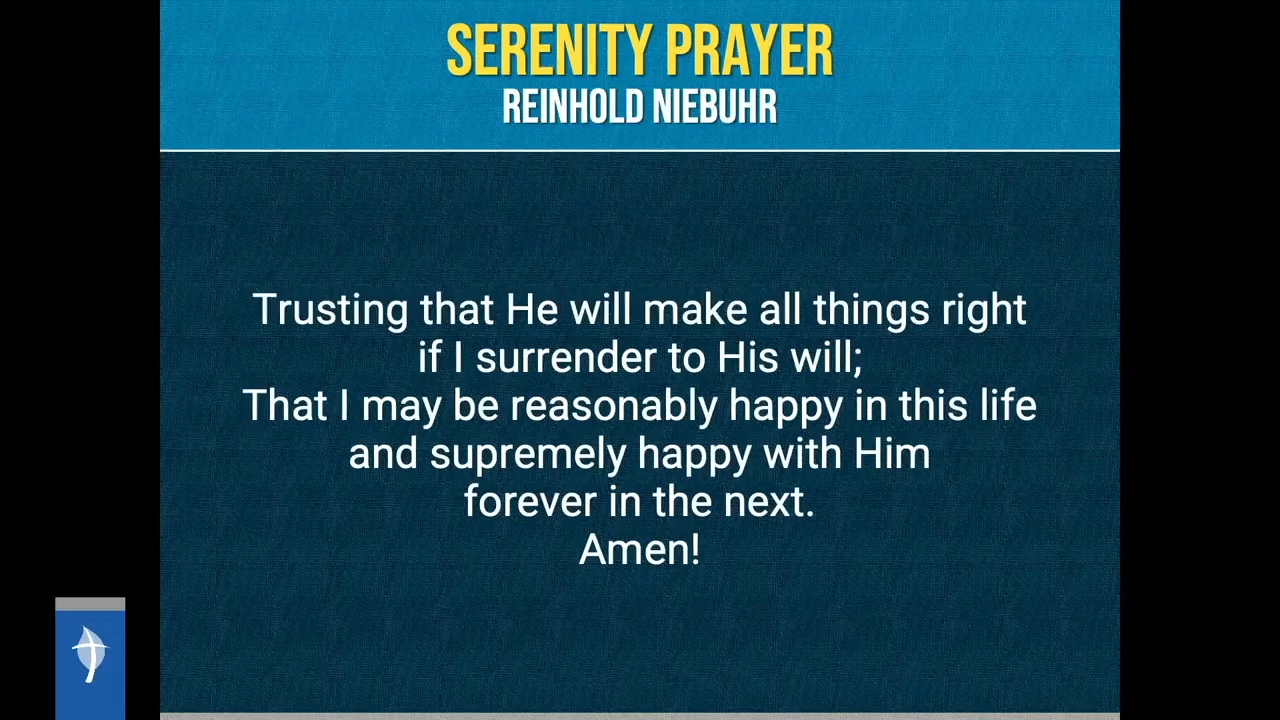 SERENITY PRAYER
REINHOLD NIEBUHR
Trusting that He will make all things right
if I surrender to His will;
That I may be reasonably happy in this life
and supremely happy with Him
forever in the next.
Amen!